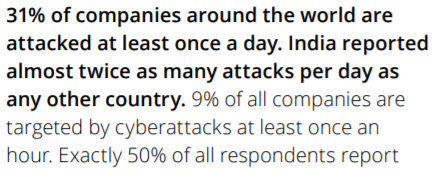 31% of companies around the world are
attacked at least once a day. India reported
almost twice as many attacks per day as
any other country. 9% of all companies are
targeted by cyberattacks at least once an
hour. Exactly 50% of all respondents report